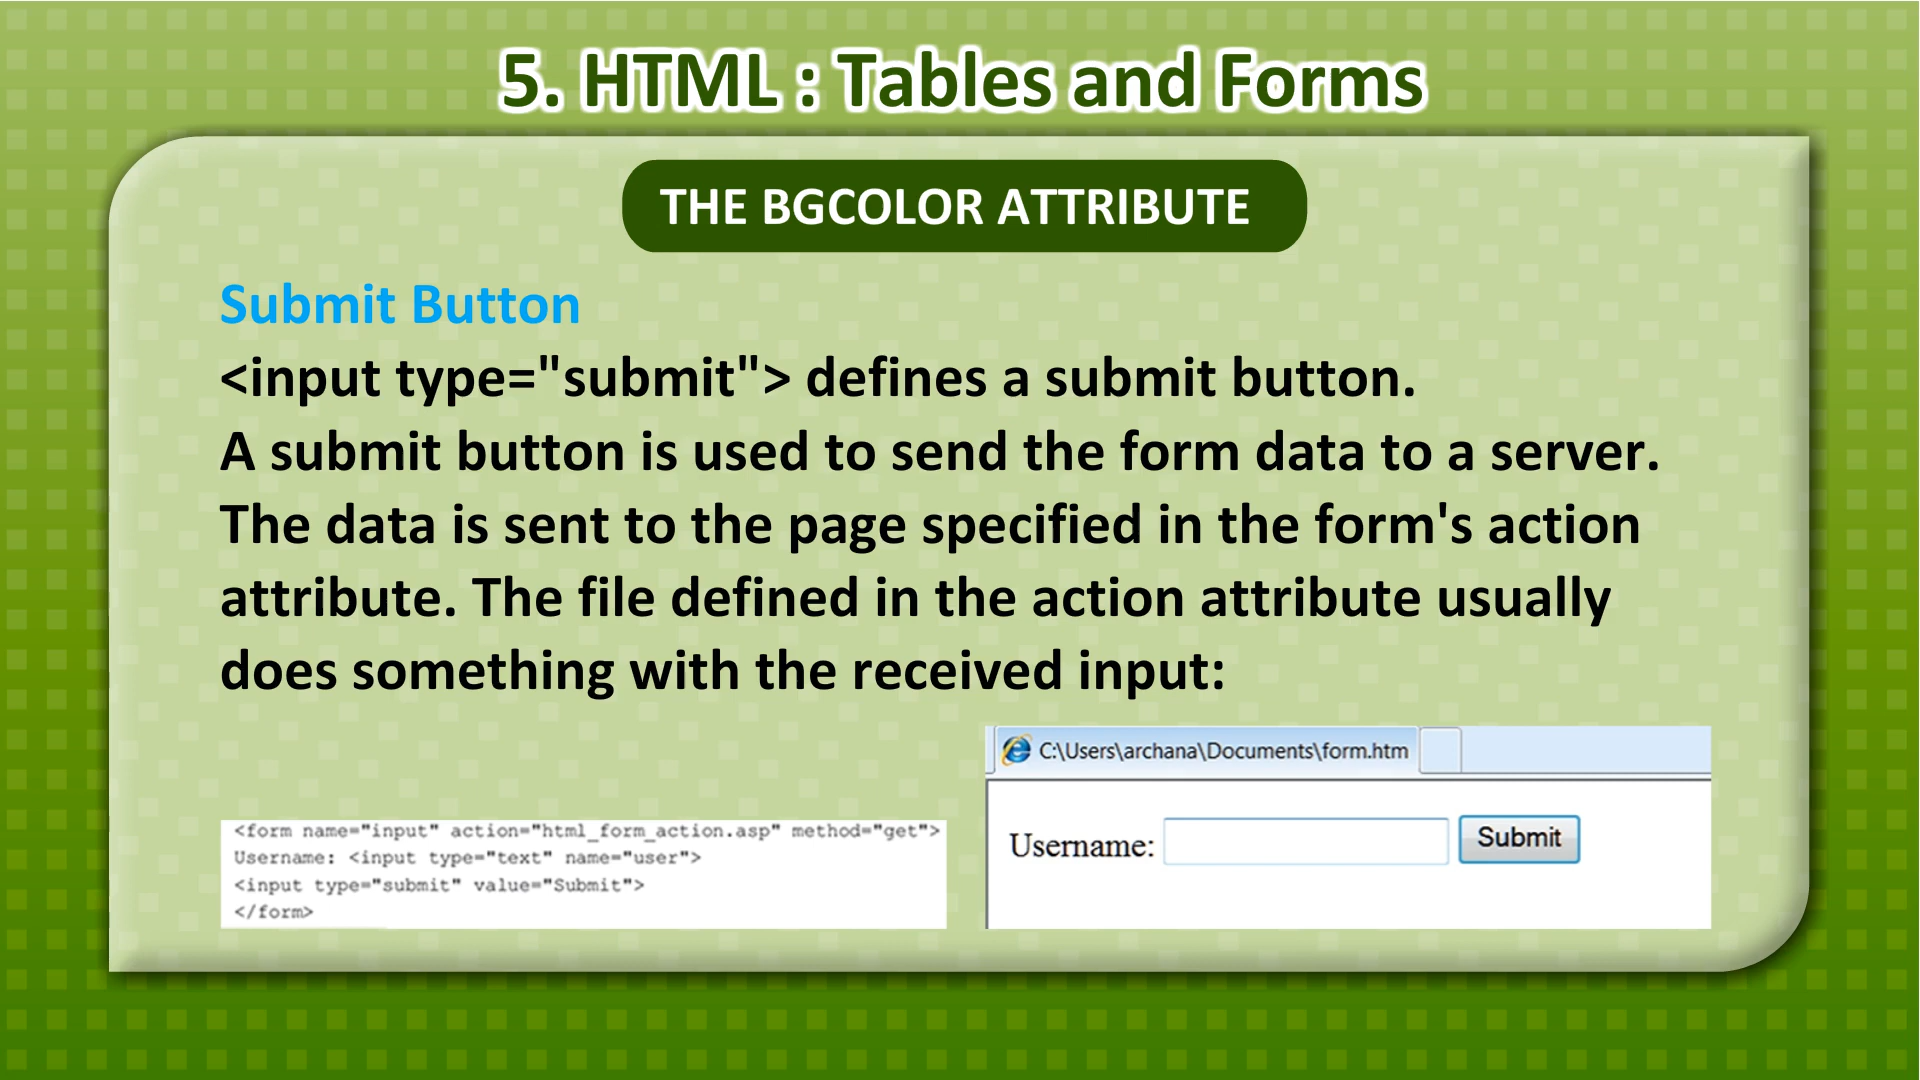 5. HTML : Tables and Forms
THE BGCOLOR ATTRIBUTE
Submit Button
<input type="submit"> defines a submit button.
A submit button is used to send the form data to a server.
The data is sent to the page specified in the form's action
attribute. The file defined in the action attribute usually
does something with the received input:
<form name="input" action="html_form_action.asp" method="get">
Username: <input type="text" name="user">
<input type="submit" value="Submit">
</form>
C:\Users\archana\Documents\form.htm
Username: Submit